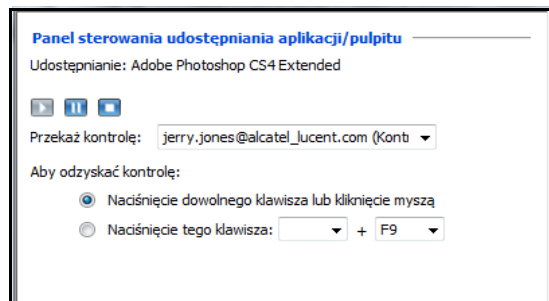 Panel sterowania udostępniania aplikacji/pulpitu
Udostępnianie: Adobe Photoshop CS4 Extended
Przekaż kontrolę: jerry.jones@alcatel_lucent.com (Kontı
Aby odzyskać kontrolę:
Naciśnięcie dowolnego klawisza lub kliknięcie myszą
Naciśnięcie tego klawisza: + F9